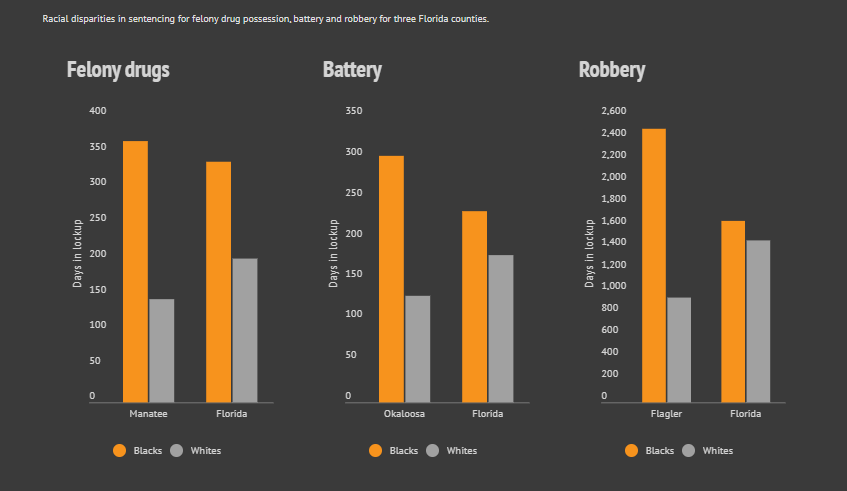 Racial disparities in sentencing for felony drug possession, battery and robbery for three Florida counties.
Felony drugs
400
350
300
250
200
150
100
50
0
Days in lockup
Manatee
Florida
Blacks
Whites
Battery
350
300
250
200
150
100
50
0
Days in lockup
Okaloosa
Florida
Blacks
Whites
Robbery
2,600
2,400
2,200
2,000
1,800
1,600
1,400
1,200
1,000
800
600
400
200
0
Days in lockup
Flagler
Florida
Blacks
Whites